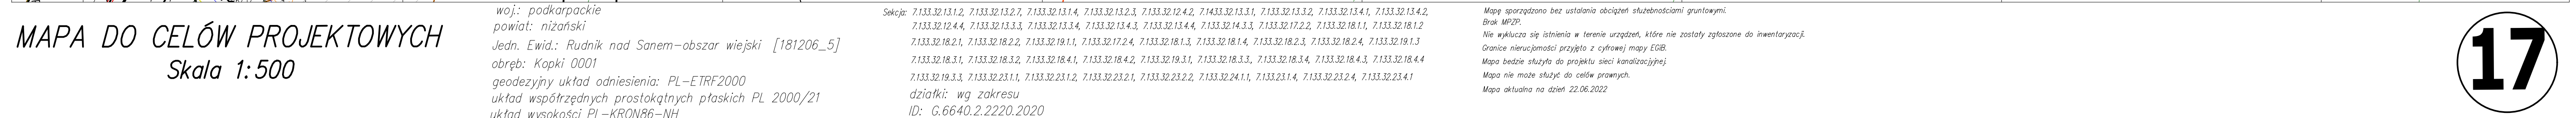 MAPA DO CELÓW PROJEKTOWYCH
Skala 1:500
woj.: podkarpackie
powiat: niżański
Jedn. Ewid.: Rudnik nad Sanem-obszar wiejski [181206_5]
obręb: Kopki 0001
geodezyjny układ odniesienia: PL-ETRF2000
układ współrzędnych prostokątnych płaskich PL 2000/21
układ wysokości PL-KRON86-NH
Sekcja: 7.133.32.13.1.2, 7.133.32.13.2.7, 7.133.32.13.1.4, 7.133.32.13.2.3, 7.133.32.12.4.2, 7.1433.32.13.3.1, 7.133.32.13.3.2, 7.133.32.13.4.1, 7.133.32.13.4.2,
7.133.32.12.4.4, 7.133.32.13.3.3, 7.133.32.13.3.4, 7.133.32.13.4.3, 7.133.32.13.4.4, 7.133.32.14.3.3, 7.133.32.17.2.2, 7.133.32.18.1.1, 7.133.32.18.1.2
7.133.32.18.2.1, 7.133.32.18.2.2, 7.133.32.19.1.1, 7.133.32.17.2.4, 7.133.32.18.1.3, 7.133.32.18.1.4, 7.133.32.18.2.3, 7.133.32.18.2.4, 7.133.32.19.1.3
7.133.32.18.3.1, 7.133.32.18.3.2, 7.133.32.18.4.1, 7.133.32.18.4.2, 7.133.32.19.3.1, 7.133.32.18.3.3., 7.133.32.18.3.4, 7.133.32.18.4.3, 7.133.32.18.4.4
7.133.32.19.3.3, 7.133.32.23.1.1, 7.133.32.23.1.2, 7.133.32.23.2.1, 7.133.32.23.2.2, 7.133.32.24.1.1, 7.133.23.1.4, 7.133.32.23.2.4, 7.133.32.23.4.1
działki: wg zakresu
ID: G.6640.2.2220.2020
Mapę sporządzono bez ustalania obciążeń służebnościami gruntowymi.
Brak MPZP.
Nie wyklucza się istnienia w terenie urządzeń, które nie zostały zgłoszone do inwentaryzacji.
Granice nierucjomości przyjęto z cyfrowej mapy EGIB.
Mapa bedzie służyła do projektu sieci kanalizacjyjnej.
Mapa nie może służyć do celów prawnych.
Mapa aktualna na dzień 22.06.2022
17